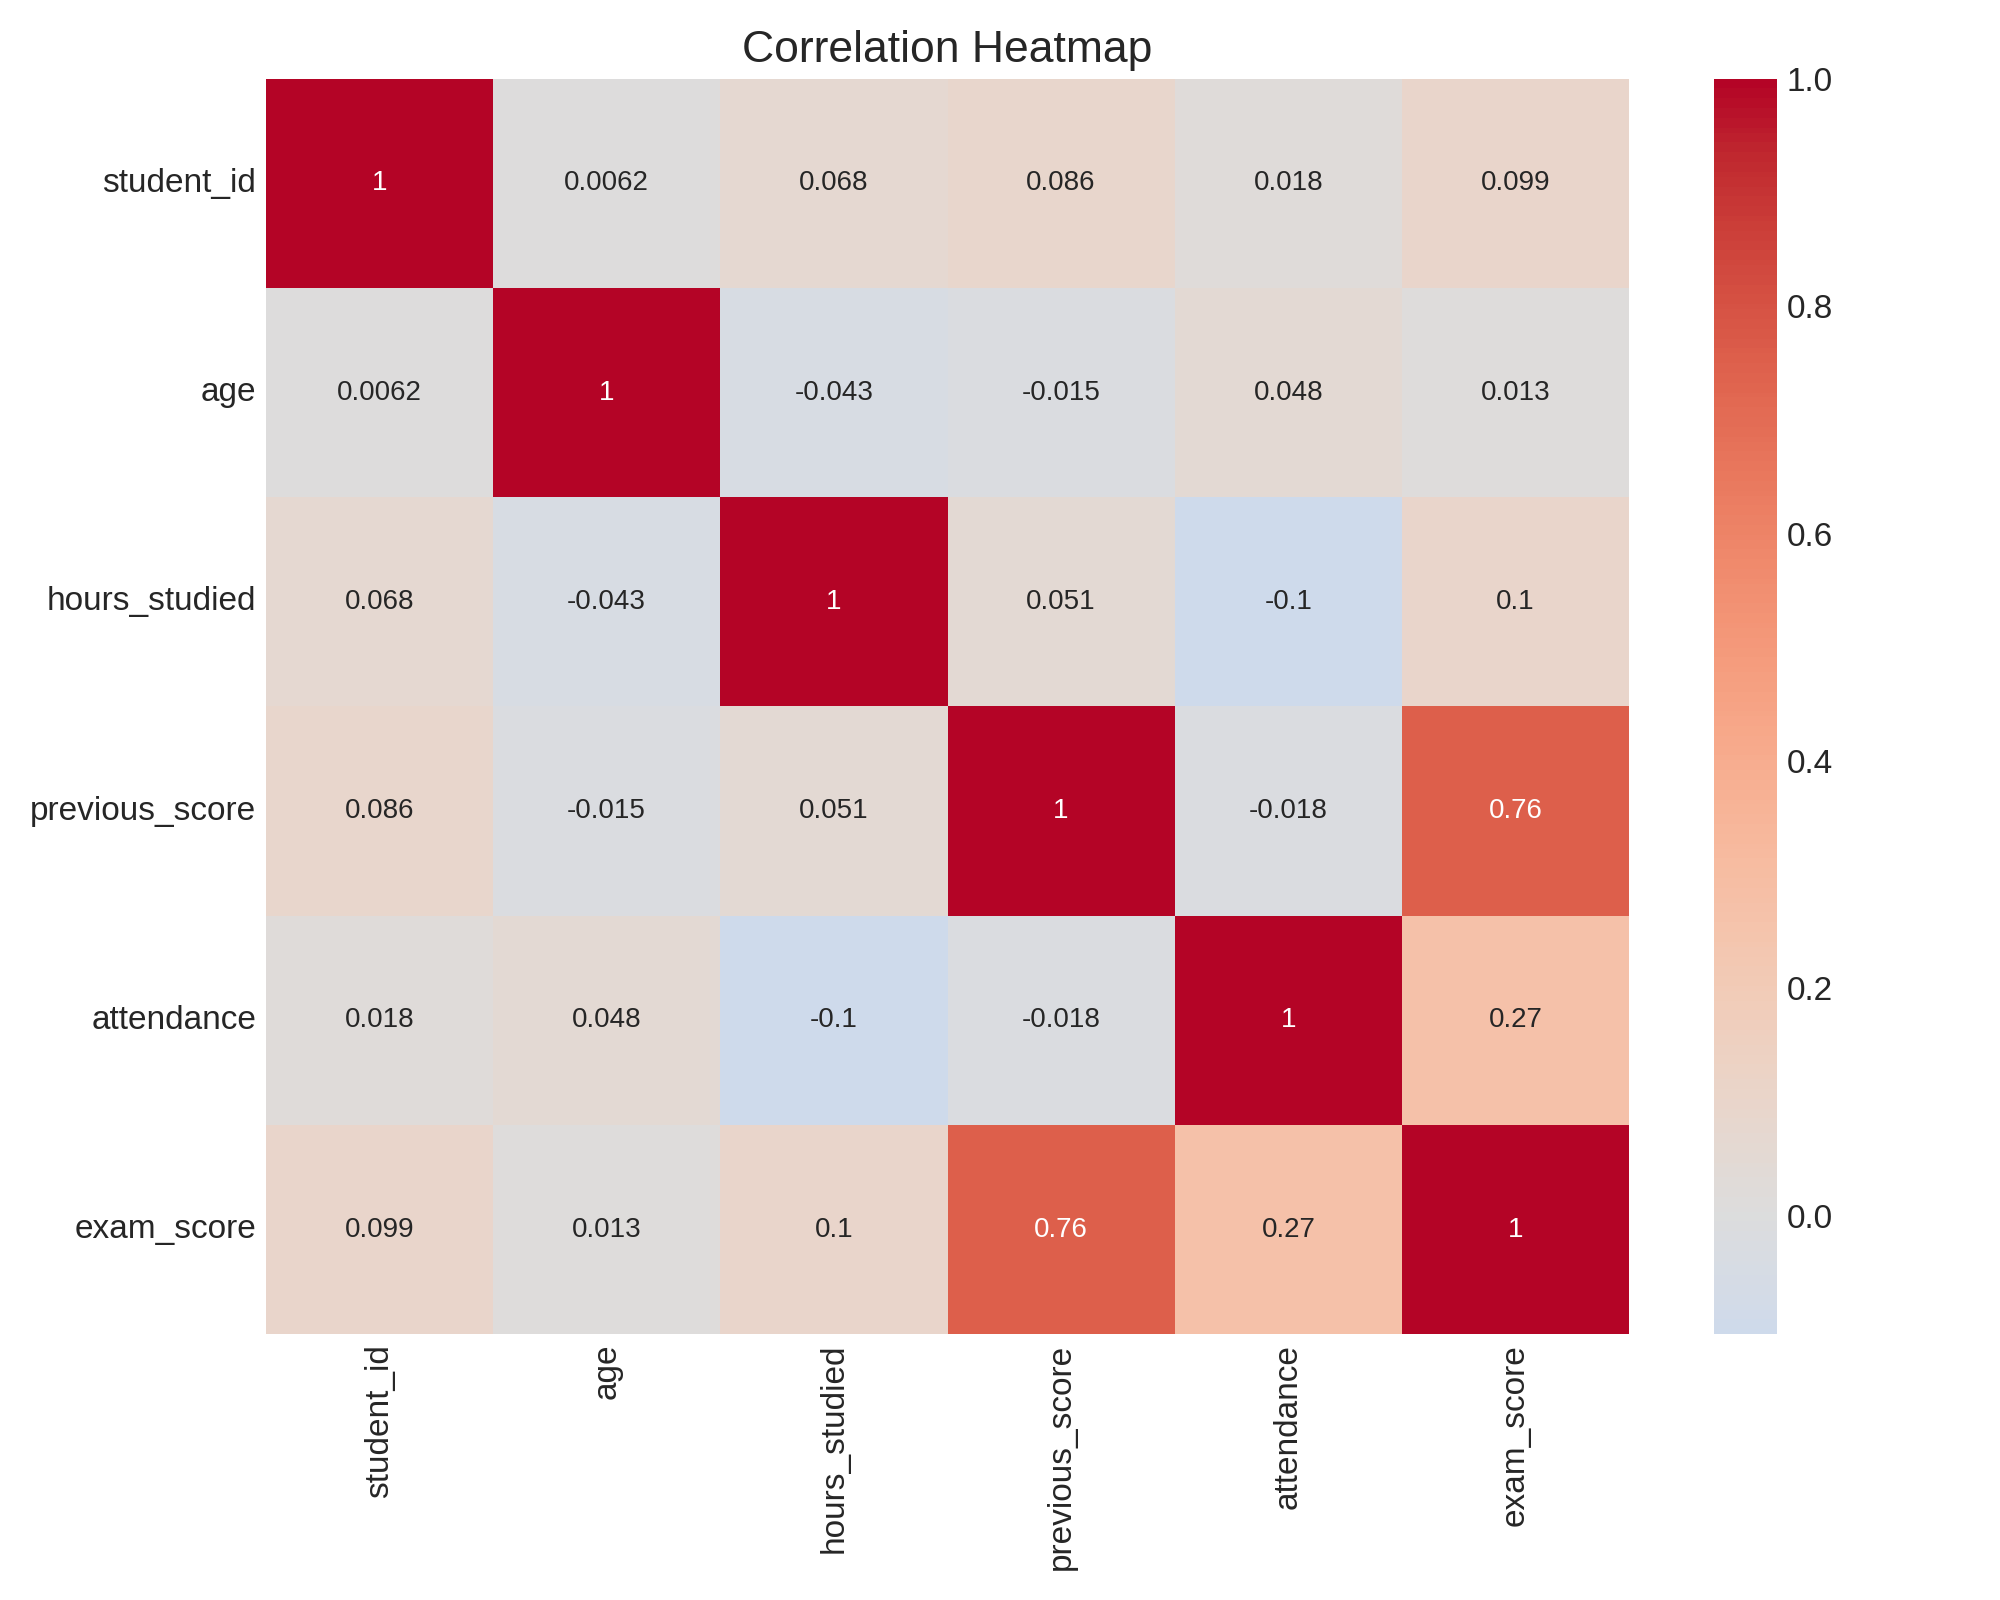 Correlation Heatmap
student_id 1 0.0062 0.068 0.086 0.018 0.099
age 0.0062 1 -0.043 -0.015 0.048 0.013
hours_studied 0.068 -0.043 1 0.051 -0.1 0.1
previous_score 0.086 -0.015 0.051 1 -0.018 0.76
attendance 0.018 0.048 -0.1 -0.018 1 0.27
exam_score 0.099 0.013 0.1 0.76 0.27 1
student_id age hours_studied previous_score attendance exam_score
1.0
0.8
0.6
0.4
0.2
0.0